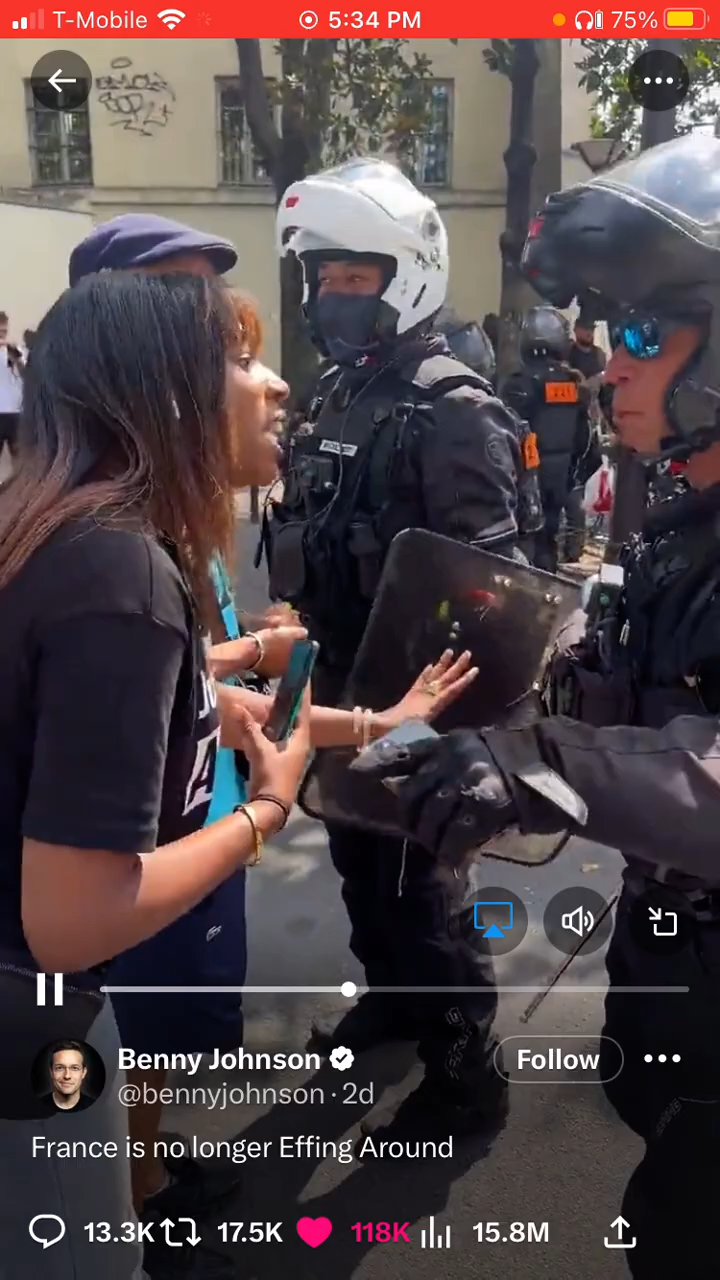 T-Mobile
5:34 PM
75%
Benny Johnson
@bennyjohnson · 2d
Follow
France is no longer Effing Around
13.3K 17.5K 118K 15.8M